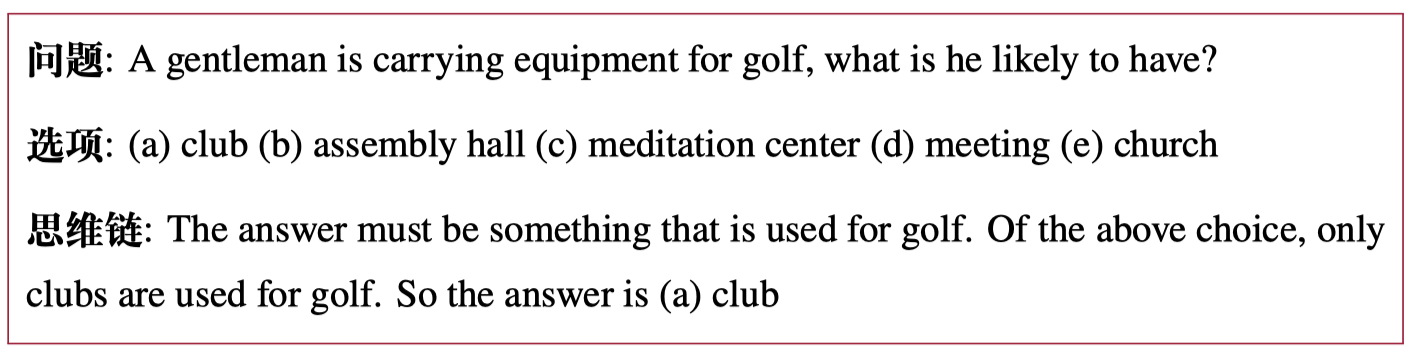 问题: A gentleman is carrying equipment for golf, what is he likely to have?
选项: (a) club (b) assembly hall (c) meditation center (d) meeting (e) church
思维链: The answer must be something that is used for golf. Of the above choice, only
clubs are used for golf. So the answer is (a) club